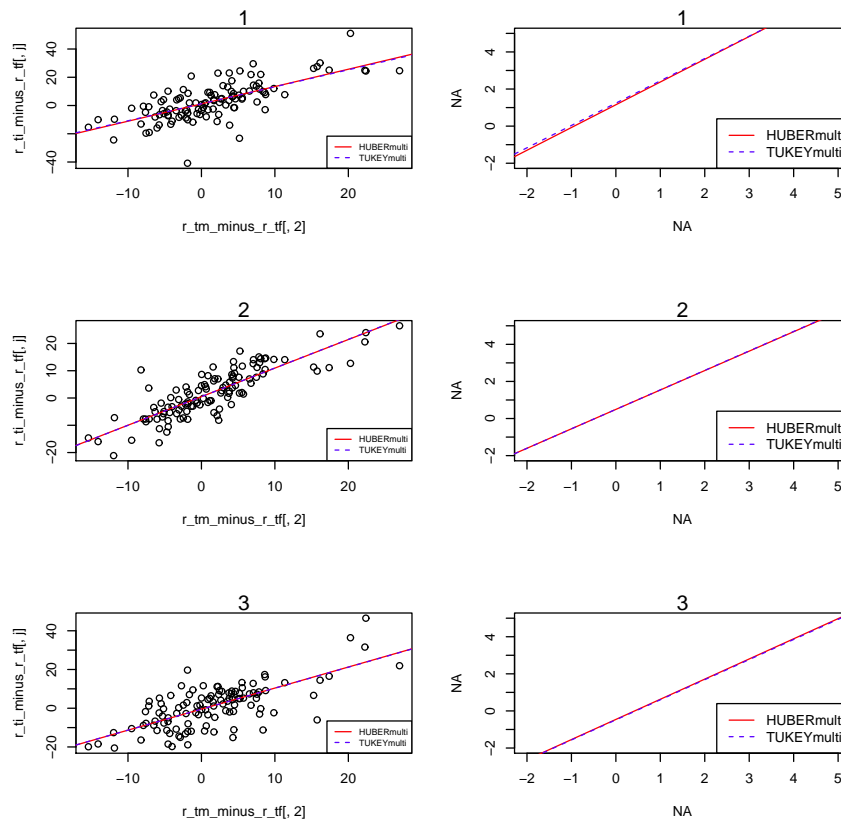 1
r_ti_minus_r_tf[, j]
40
20
0
−40
−10
0
10
20
r_tm_minus_r_tf[, 2]
HUBERmulti
TUKEYmulti
1
NA
4
2
0
−2
−2
−1
0
1
2
3
4
5
NA
HUBERmulti
TUKEYmulti
2
r_ti_minus_r_tf[, j]
20
10
0
−20
−10
0
10
20
r_tm_minus_r_tf[, 2]
HUBERmulti
TUKEYmulti
2
NA
4
2
0
−2
−2
−1
0
1
2
3
4
5
NA
HUBERmulti
TUKEYmulti
3
r_ti_minus_r_tf[, j]
40
20
0
−20
−10
0
10
20
r_tm_minus_r_tf[, 2]
HUBERmulti
TUKEYmulti
3
NA
4
2
0
−2
−2
−1
0
1
2
3
4
5
NA
HUBERmulti
TUKEYmulti